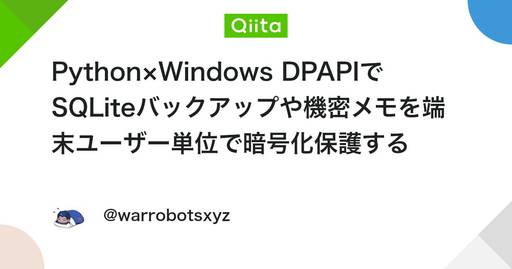 Qiita
Python×Windows DPAPIで
SQLiteバックアップや機密メモを端
末ユーザー単位で暗号化保護する
@warrobotsxyz